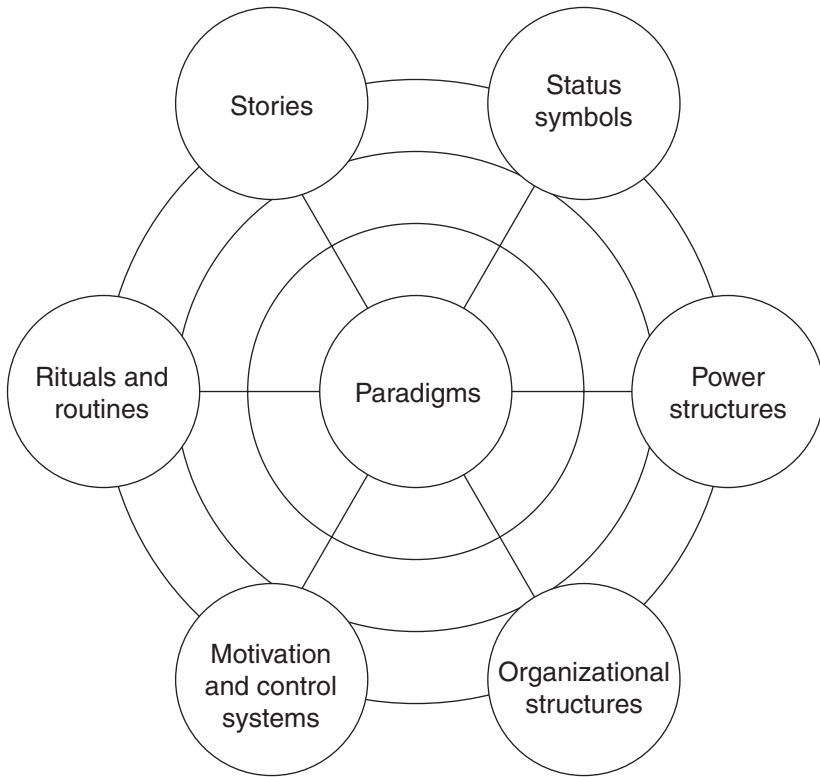 Stories
Status
symbols
Rituals and
routines
Paradigms
Power
structures
Motivation
and control
systems
Organizational
structures